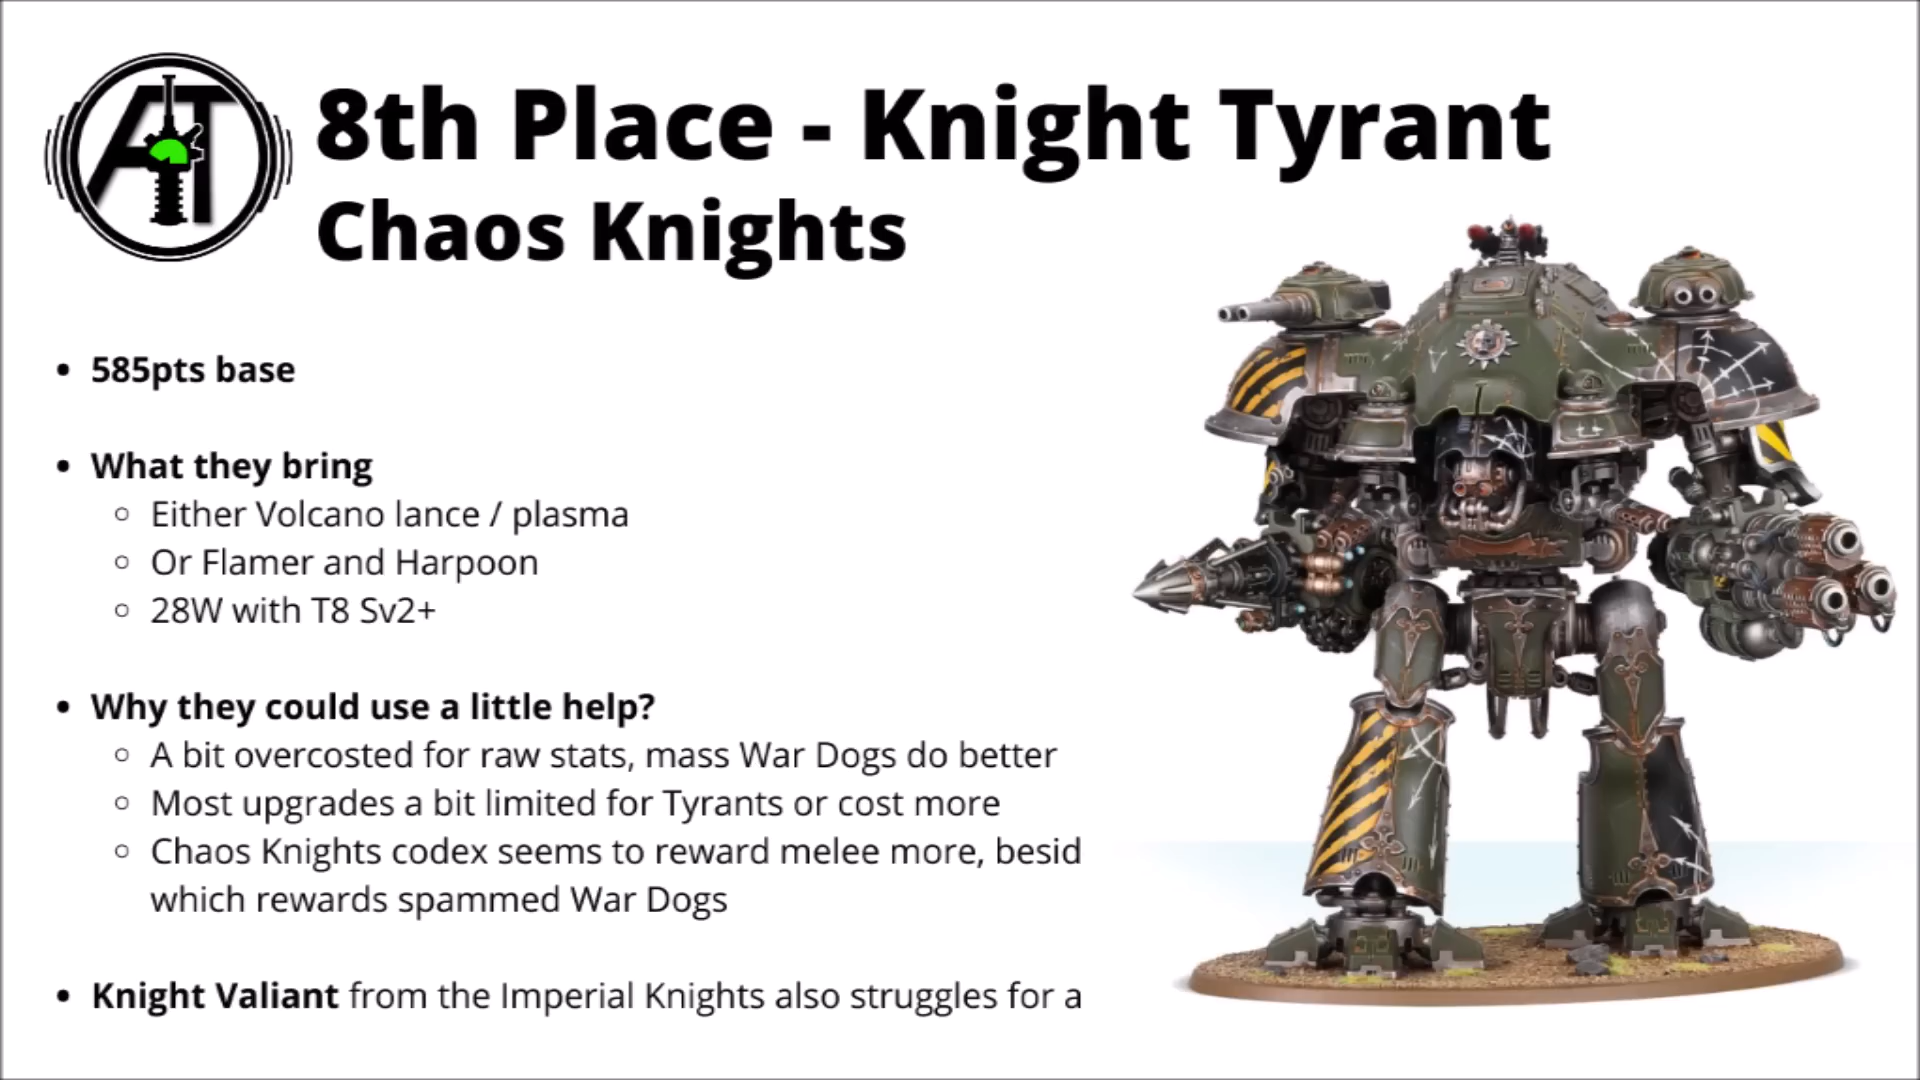 AT
8th Place - Knight Tyrant
Chaos Knights
• 585pts base
• What they bring
○ Either Volcano lance / plasma
○ Or Flamer and Harpoon
○ 28W with T8 Sv2+
• Why they could use a little help?
○ A bit overcosted for raw stats, mass War Dogs do better
○ Most upgrades a bit limited for Tyrants or cost more
○ Chaos Knights codex seems to reward melee more, besid
which rewards spammed War Dogs
• Knight Valiant from the Imperial Knights also struggles for a